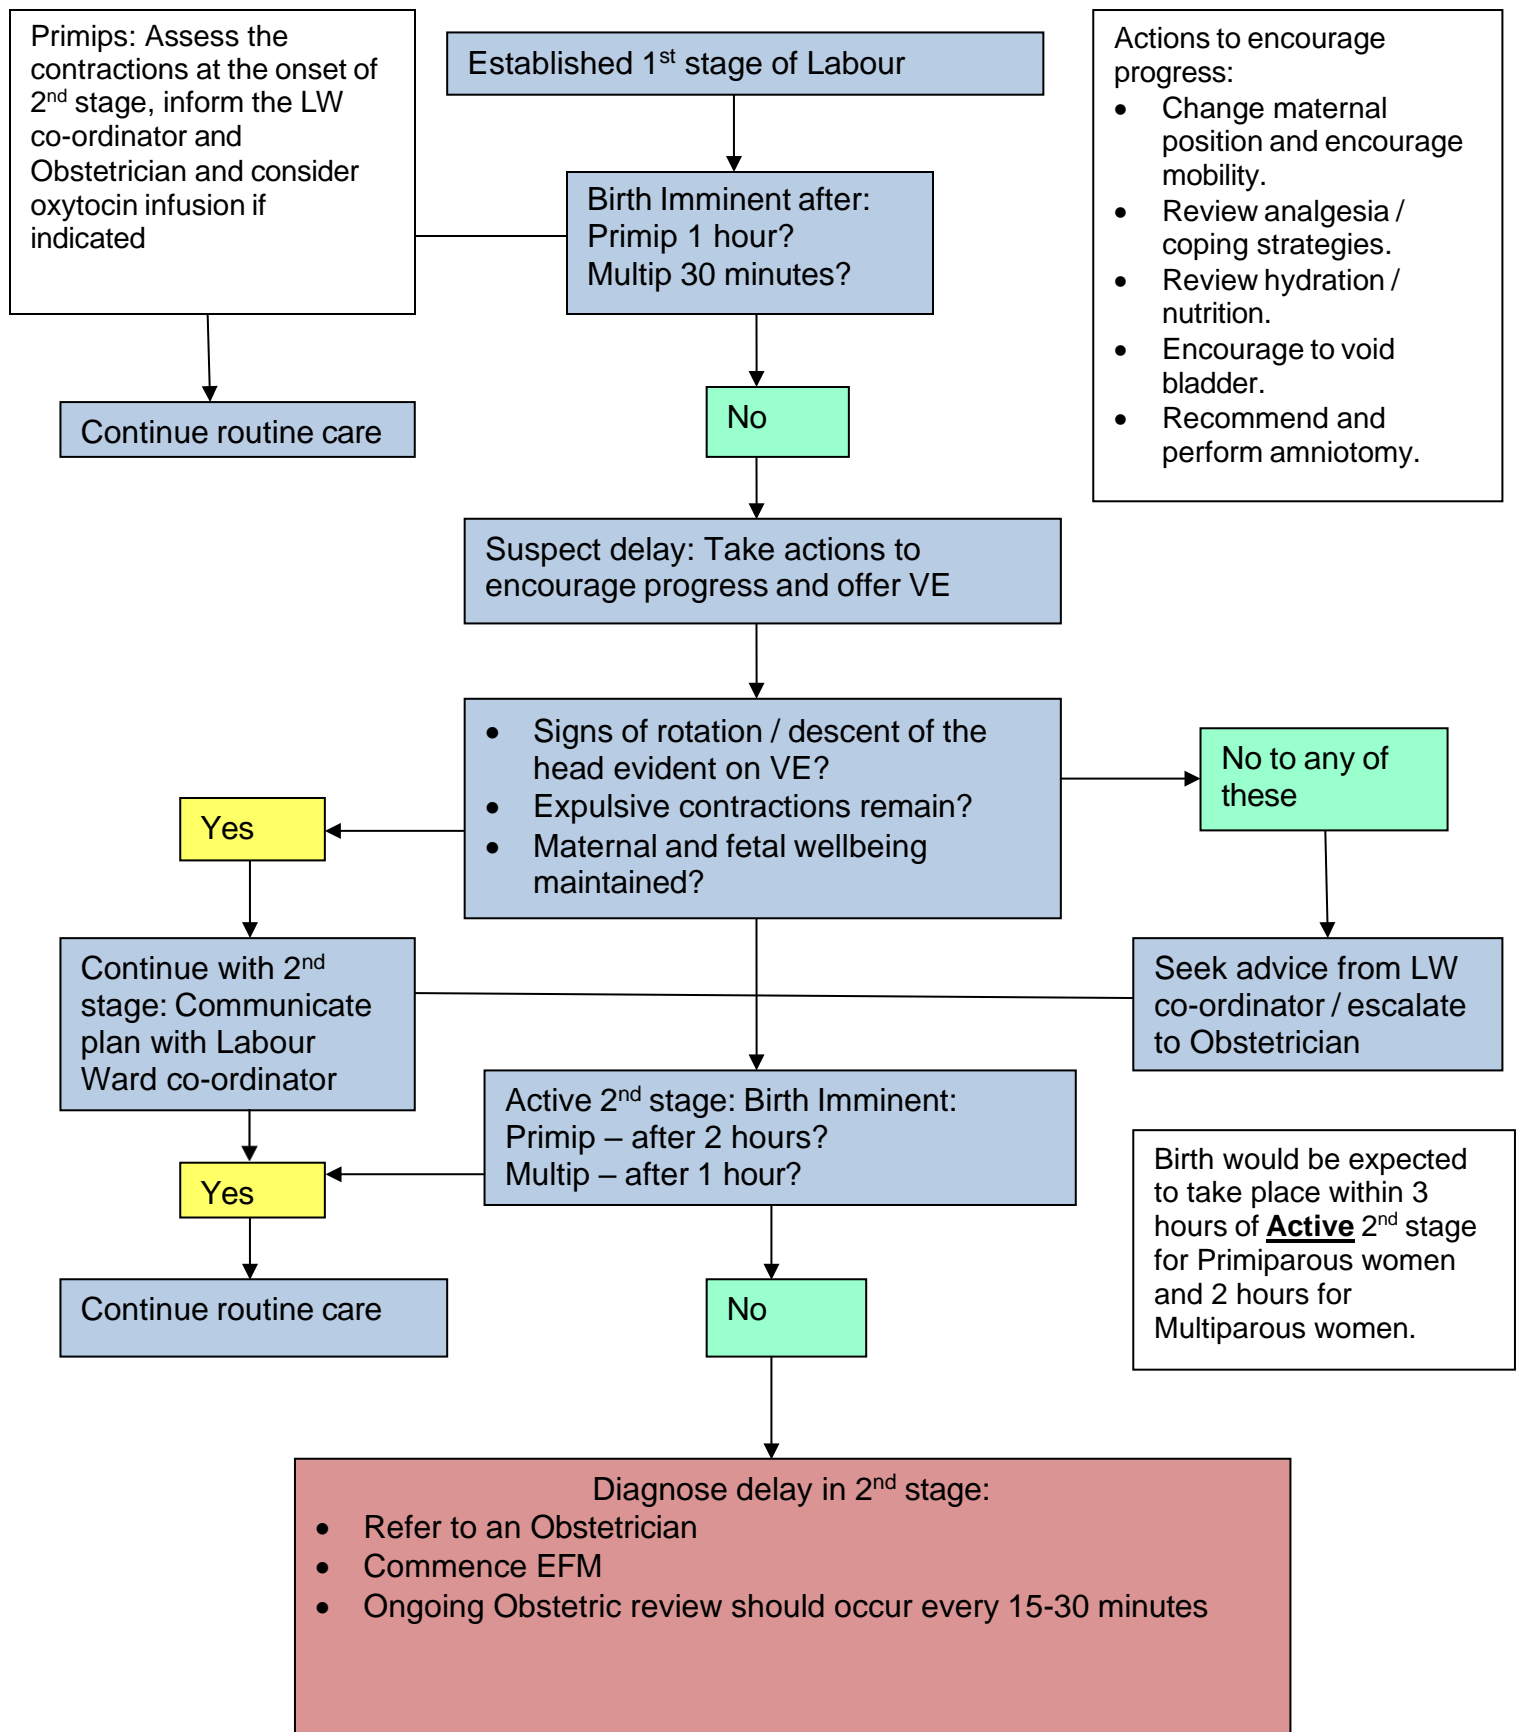 Primips: Assess the
contractions at the onset of
2nd stage, inform the LW
co-ordinator and
Obstetrician and consider
oxytocin infusion if
indicated
Established 1st stage of Labour
Actions to encourage
progress:
• Change maternal
position and encourage
mobility.
• Review analgesia /
coping strategies.
• Review hydration /
nutrition.
• Encourage to void
bladder.
• Recommend and
perform amniotomy.
Birth Imminent after:
Primip 1 hour?
Multip 30 minutes?
Continue routine care
No
Suspect delay: Take actions to
encourage progress and offer VE
• Signs of rotation / descent of the
head evident on VE?
• Expulsive contractions remain?
• Maternal and fetal wellbeing
maintained?
No to any of
these
Yes
Continue with 2nd
stage: Communicate
plan with Labour
Ward co-ordinator
Seek advice from LW
co-ordinator / escalate
to Obstetrician
Active 2nd stage: Birth Imminent:
Primip – after 2 hours?
Multip – after 1 hour?
Yes
Birth would be expected
to take place within 3
hours of Active 2nd stage
for Primiparous women
and 2 hours for
Multiparous women.
Continue routine care
No
Diagnose delay in 2nd stage:
• Refer to an Obstetrician
• Commence EFM
• Ongoing Obstetric review should occur every 15-30 minutes